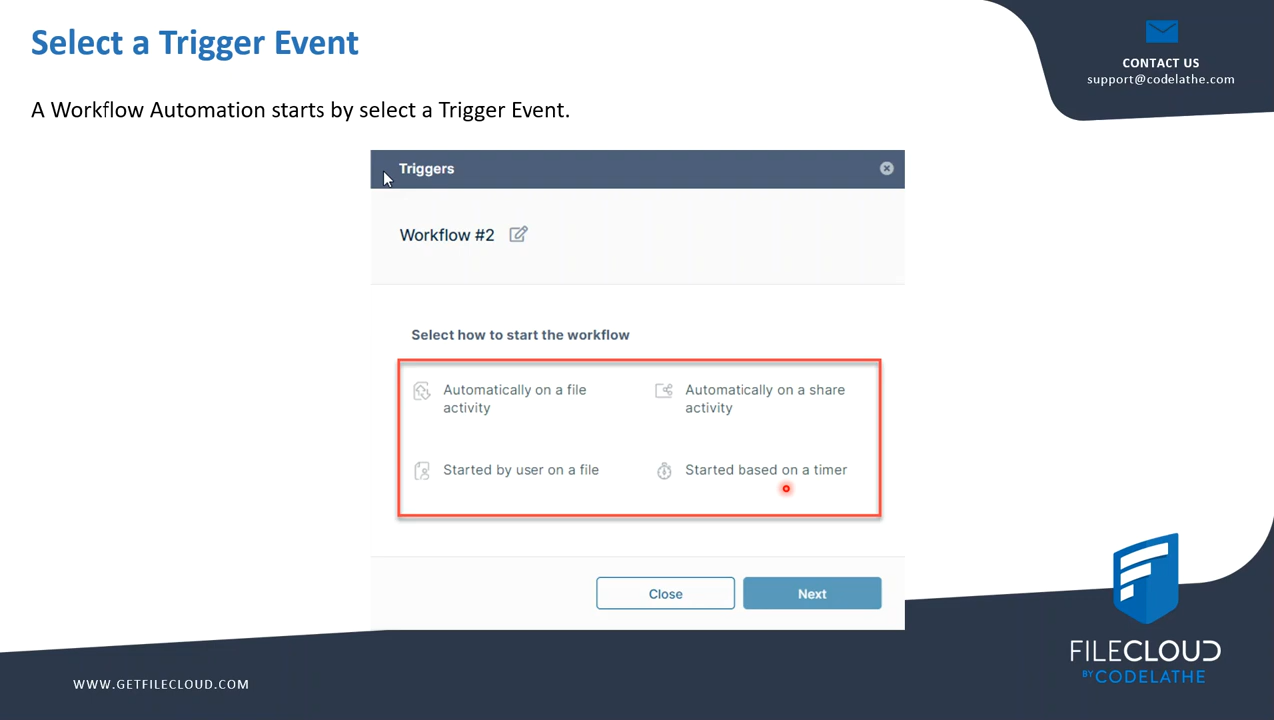 Select a Trigger Event
CONTACT US
support@codelathe.com
A Workflow Automation starts by select a Trigger Event.
Triggers
Workflow #2
Select how to start the workflow
Automatically on a file
activity
Automatically on a share
activity
Started by user on a file
Started based on a timer
Close
Next
FILECLOUD
BY CODELATHE
WWW.GETFILECLOUD.COM